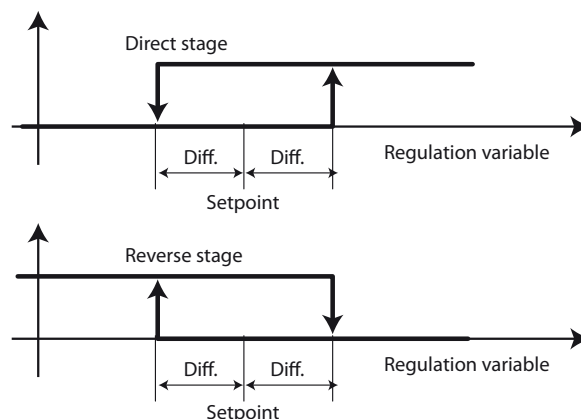 Direct stage
Regulation variable
Diff. Diff.
Setpoint
Reverse stage
Regulation variable
Diff. Diff.
Setpoint